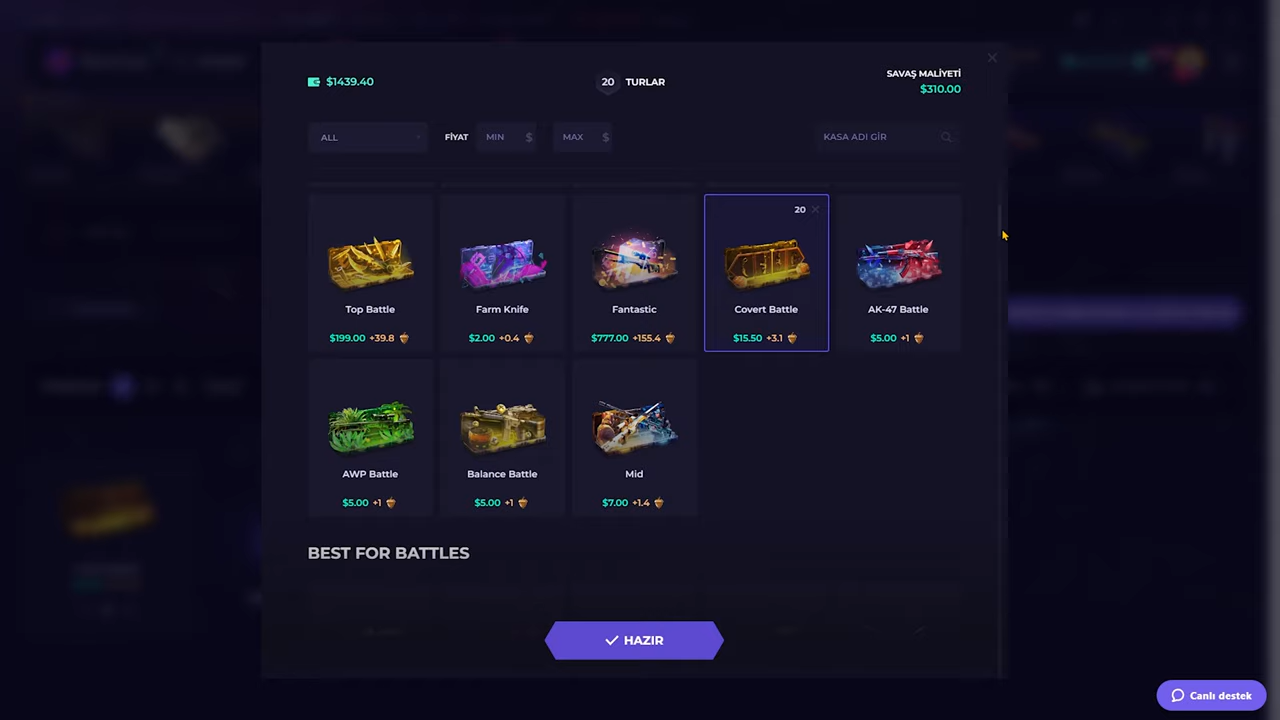 $1439.40
20 TURLAR
SAVAŞ MALİYETİ
$310.00
ALL
FİYAT
MIN $
MAX $
KASA ADI GİR
20
Top Battle
Farm Knife
Fantastic
Covert Battle
AK-47 Battle
$199.00 +39.8
$2.00 +0.4
$777.00 +155.4
$15.50 +3.1
$5.00 +1
AWP Battle
Balance Battle
Mid
$5.00 +1
$5.00 +1
$7.00 +1.4
BEST FOR BATTLES
HAZIR
Canlı destek